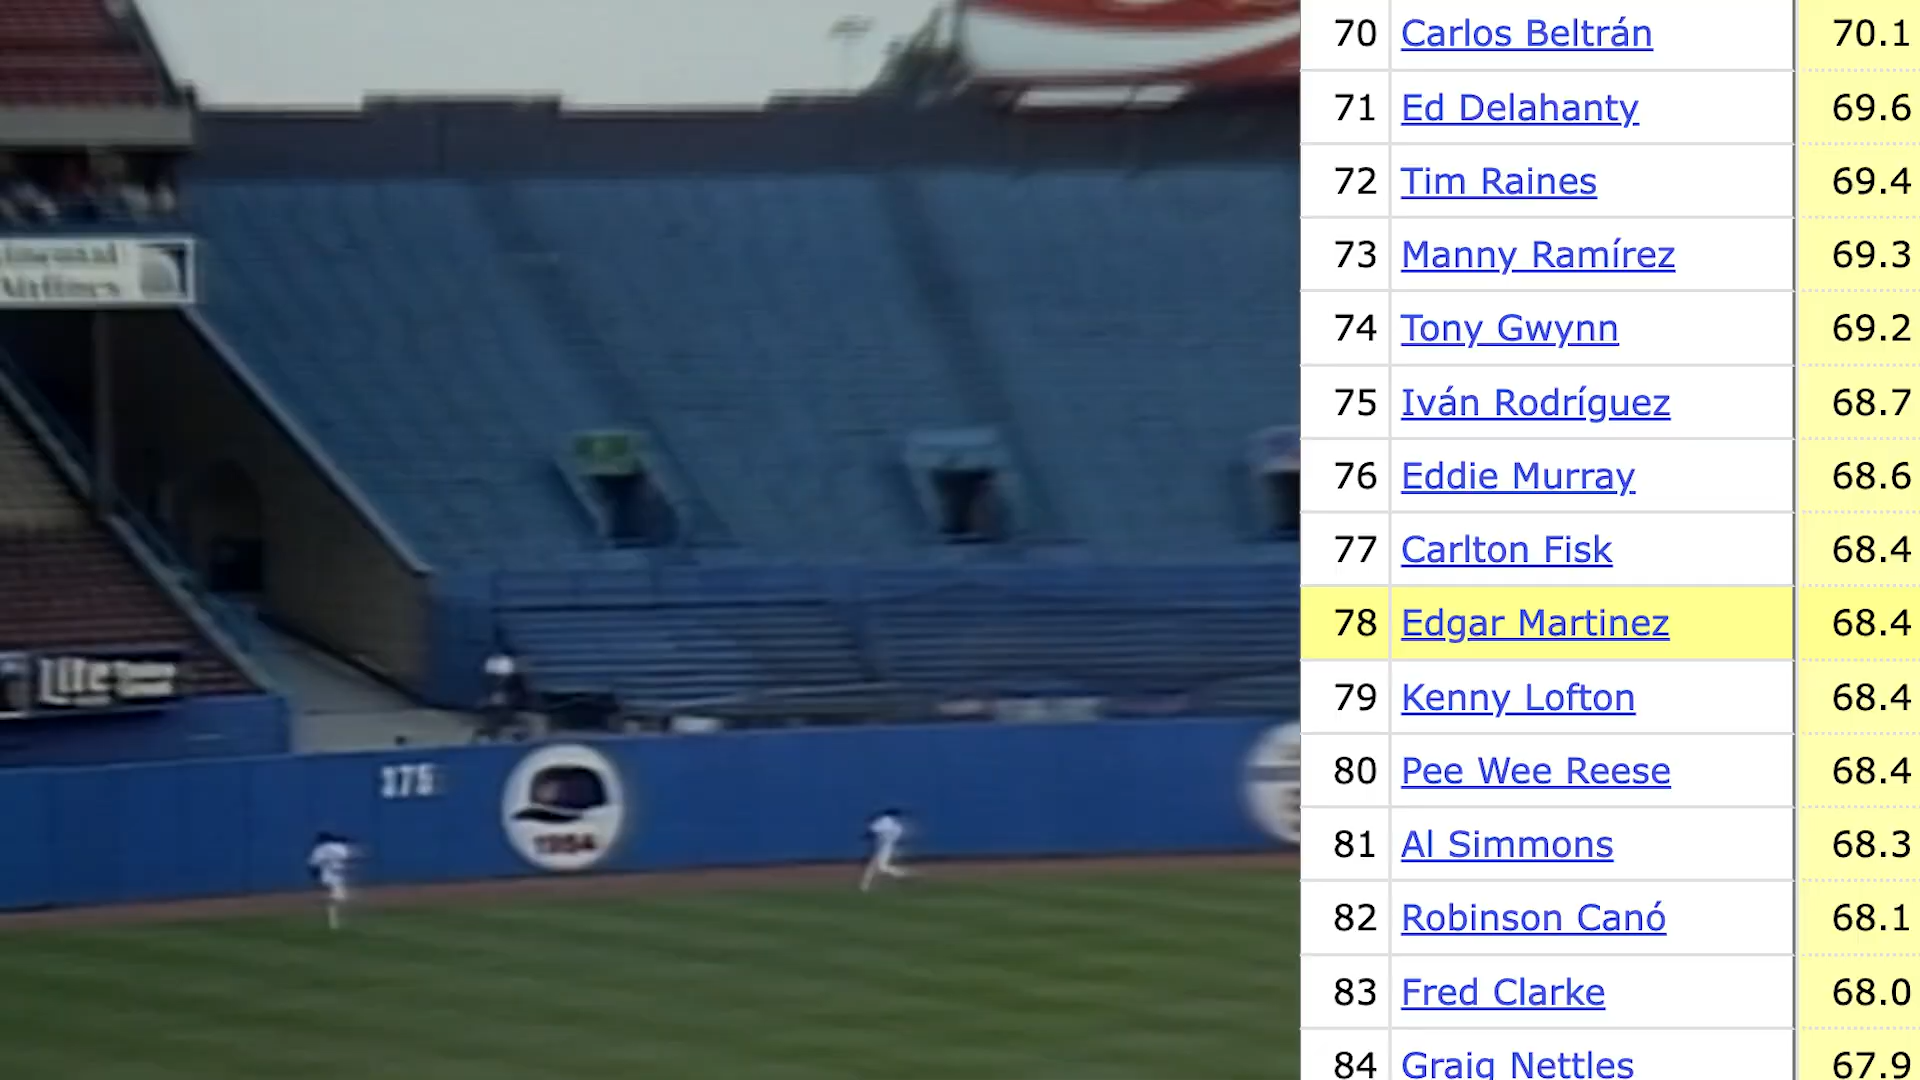 Airlines
Lite
375
1954
70 Carlos Beltrán 70.1
71 Ed Delahanty 69.6
72 Tim Raines 69.4
73 Manny Ramírez 69.3
74 Tony Gwynn 69.2
75 Iván Rodríguez 68.7
76 Eddie Murray 68.6
77 Carlton Fisk 68.4
78 Edgar Martinez 68.4
79 Kenny Lofton 68.4
80 Pee Wee Reese 68.4
81 Al Simmons 68.3
82 Robinson Canó 68.1
83 Fred Clarke 68.0
84 Graig Nettles 67.9